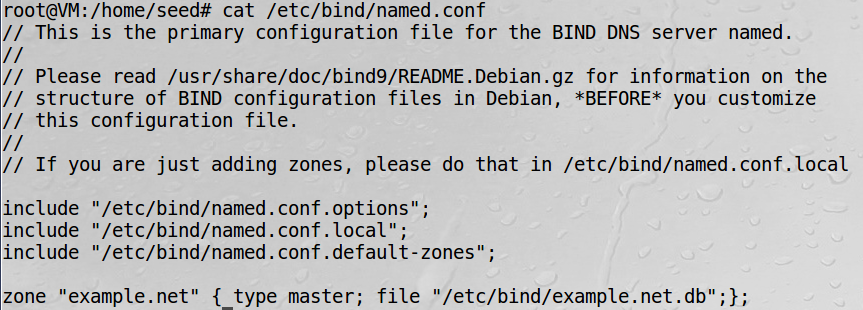 root@VM:/home/seed# cat /etc/bind/named.conf
// This is the primary configuration file for the BIND DNS server named.
//
// Please read /usr/share/doc/bind9/README.Debian.gz for information on the
// structure of BIND configuration files in Debian, *BEFORE* you customize
// this configuration file.
//
// If you are just adding zones, please do that in /etc/bind/named.conf.local
include "/etc/bind/named.conf.options";
include "/etc/bind/named.conf.local";
include "/etc/bind/named.conf.default-zones";
zone "example.net" { type master; file "/etc/bind/example.net.db";};